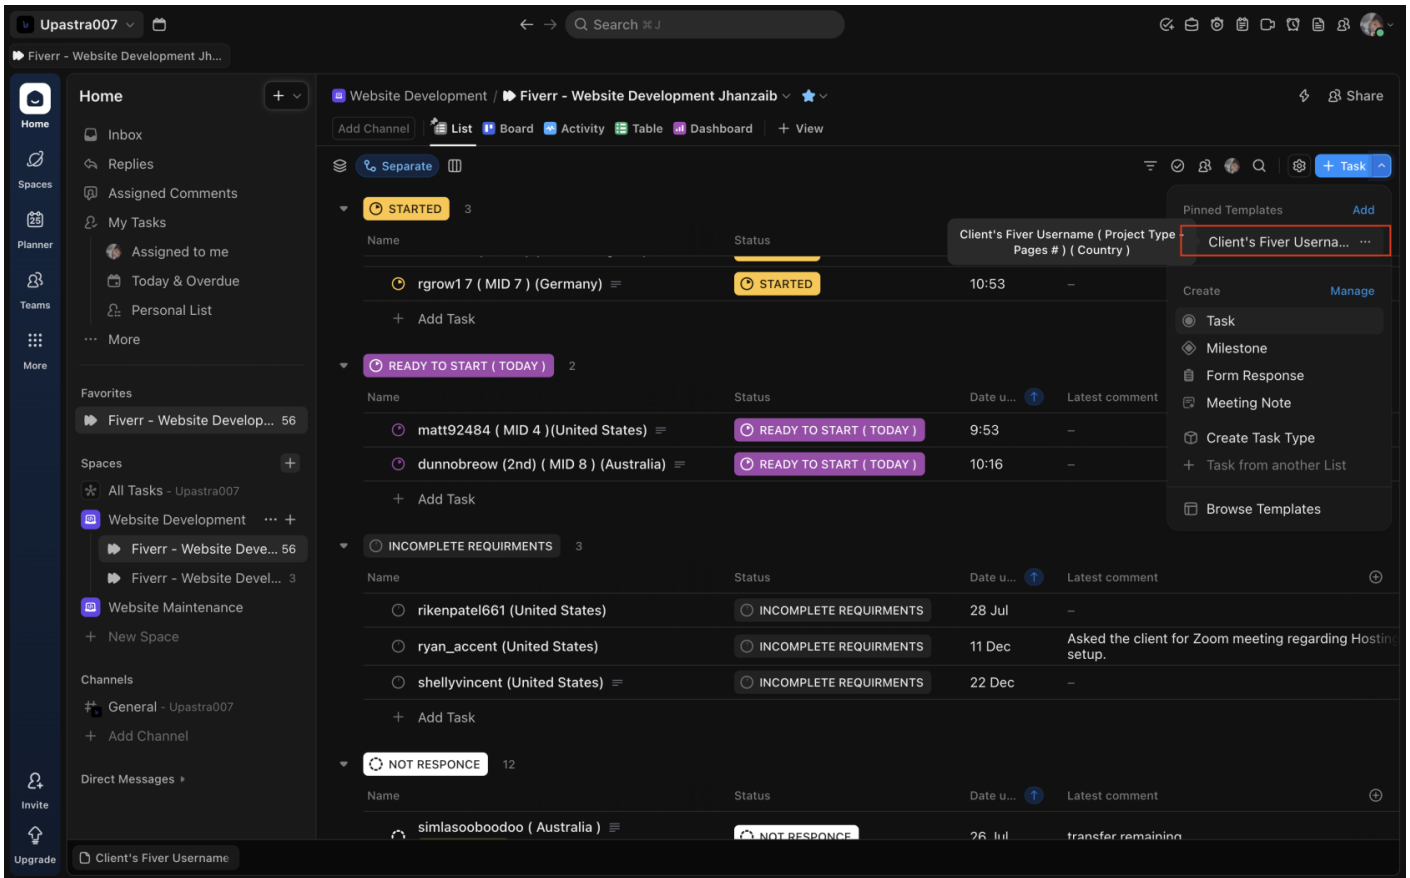 Upastra007
Search ⌘J
Fiverr - Website Development Jh...
Home
Spaces
Planner
Teams
More
Invite
Upgrade
Home
Inbox
Replies
Assigned Comments
My Tasks
Assigned to me
Today & Overdue
Personal List
More
Favorites
Fiverr - Website Develop... 56
Spaces
All Tasks - Upastra007
Website Development
Fiverr - Website Deve... 56
Fiverr - Website Devel... 3
Website Maintenance
New Space
Channels
General - Upastra007
Add Channel
Direct Messages
Website Development / Fiverr - Website Development Jhanzaib
Share
Add Channel List Board Activity Table Dashboard + View
Separate
+ Task
STARTED 3
Name Status
rgrow1 7 ( MID 7 ) (Germany) STARTED 10:53 –
+ Add Task
READY TO START ( TODAY ) 2
Name Status Date u... Latest comment
matt92484 ( MID 4 )(United States) READY TO START ( TODAY ) 9:53 –
dunnobreow (2nd) ( MID 8 ) (Australia) READY TO START ( TODAY ) 10:16 –
+ Add Task
INCOMPLETE REQUIRMENTS 3
Name Status Date u... Latest comment
rikenpatel661 (United States) INCOMPLETE REQUIRMENTS 28 Jul –
ryan_accent (United States) INCOMPLETE REQUIRMENTS 11 Dec Asked the client for Zoom meeting regarding Hosting
setup.
shellyvincent (United States) INCOMPLETE REQUIRMENTS 22 Dec –
+ Add Task
NOT RESPONCE 12
Name Status Date u... Latest comment
simlasooboodoo ( Australia ) NOT RESPONCE 26 Jul transfer remaining
Client's Fiver Username ( Project Type -
Pages # ) ( Country )
Pinned Templates Add
Client's Fiver Userna... ...
Create Manage
Task
Milestone
Form Response
Meeting Note
Create Task Type
+ Task from another List
Browse Templates
Client's Fiver Username